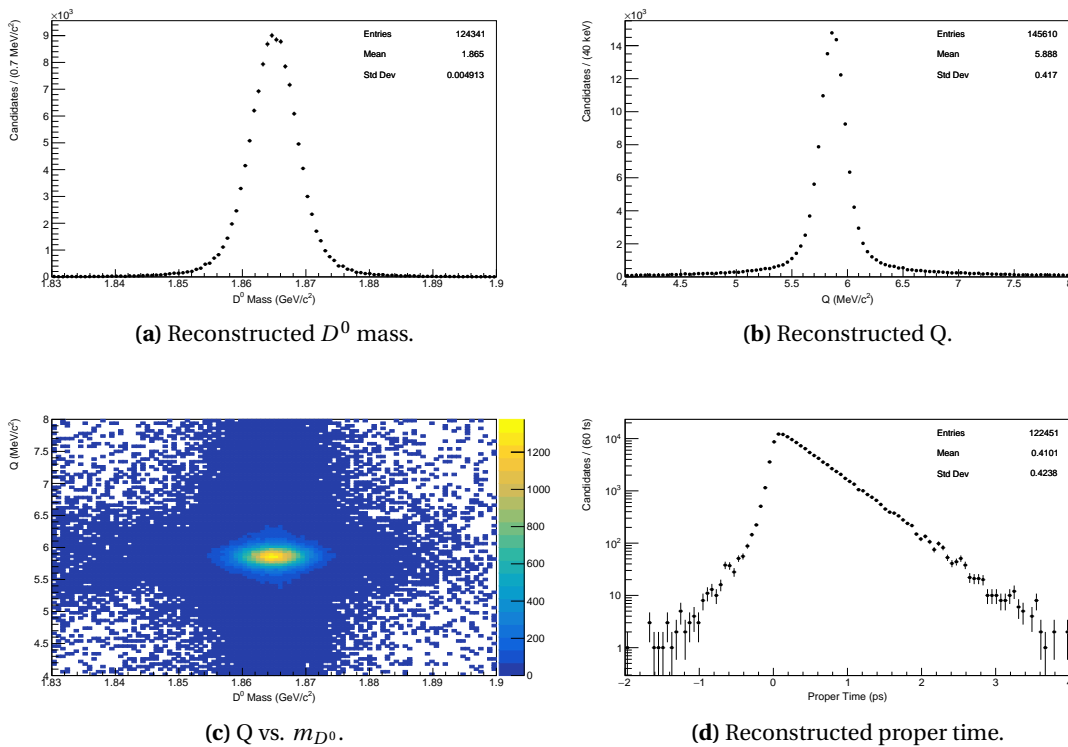 ×10³
Candidates / (0.7 MeV/c²)
9
8
7
6
5
4
3
2
1
0
1.83 1.84 1.85 1.86 1.87 1.88 1.89 1.9
D⁰ Mass (GeV/c²)
Entries 124341
Mean 1.865
Std Dev 0.004913
(a) Reconstructed D⁰ mass.
×10³
Candidates / (40 keV)
14
12
10
8
6
4
2
0
4 4.5 5 5.5 6 6.5 7 7.5 8
Q (MeV/c²)
Entries 145610
Mean 5.888
Std Dev 0.417
(b) Reconstructed Q.
Q (MeV/c²)
8
7.5
7
6.5
6
5.5
5
4.5
4
1.83 1.84 1.85 1.86 1.87 1.88 1.89 1.9
D⁰ Mass (GeV/c²)
1200
1000
800
600
400
200
0
(c) Q vs. m_D⁰.
Candidates / (60 fs)
10⁴
10³
10²
10
1
−2 −1 0 1 2 3 4
Proper Time (ps)
Entries 122451
Mean 0.4101
Std Dev 0.4238
(d) Reconstructed proper time.